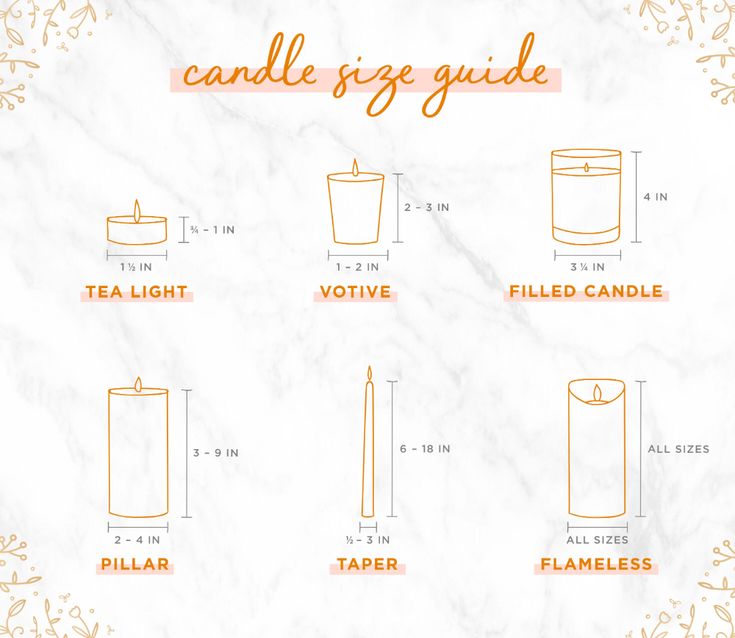 candle size guide
¾ – 1 IN
1 ½ IN
TEA LIGHT
2 – 3 IN
1 – 2 IN
VOTIVE
4 IN
3 ¼ IN
FILLED CANDLE
3 – 9 IN
2 – 4 IN
PILLAR
6 – 18 IN
½ – 3 IN
TAPER
ALL SIZES
ALL SIZES
FLAMELESS